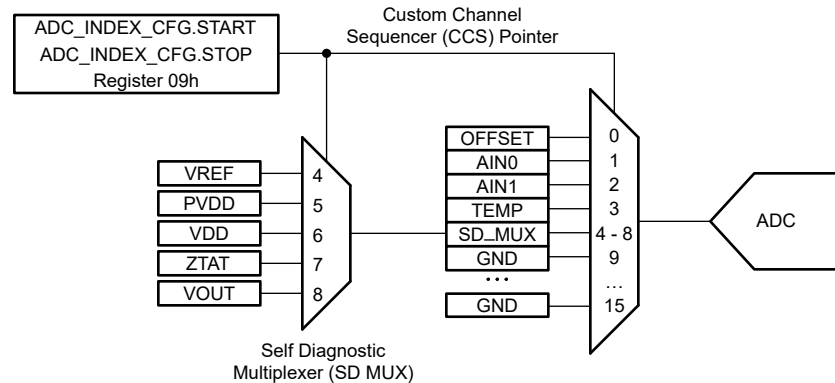 ADC_INDEX_CFG.START
ADC_INDEX_CFG.STOP
Register 09h
Custom Channel
Sequencer (CCS) Pointer
VREF
PVDD
VDD
ZTAT
VOUT
4
5
6
7
8
Self Diagnostic
Multiplexer (SD MUX)
OFFSET
AIN0
AIN1
TEMP
SD_MUX
GND
...
GND
0
1
2
3
4 - 8
9
...
15
ADC